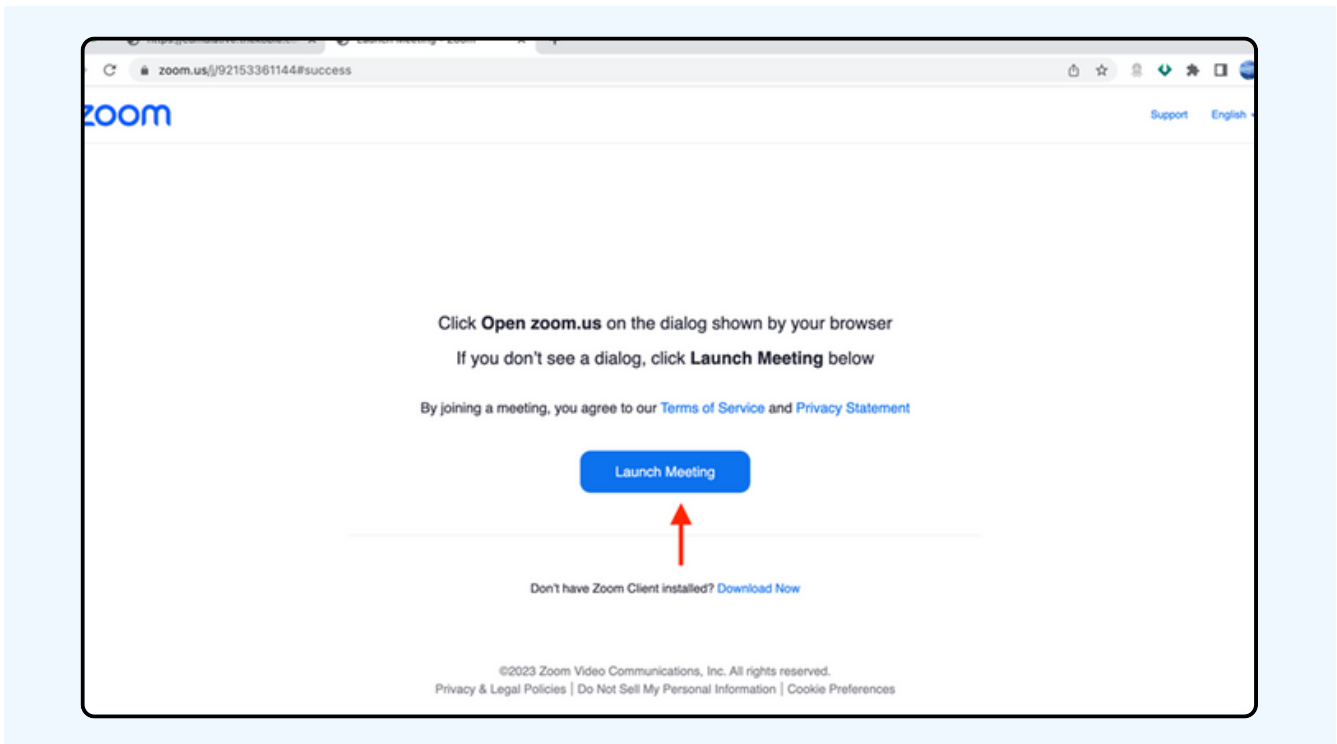 zoom.us/j/92153361144#success
zoom
Support English
Click Open zoom.us on the dialog shown by your browser
If you don't see a dialog, click Launch Meeting below
By joining a meeting, you agree to our Terms of Service and Privacy Statement
Launch Meeting
Don't have Zoom Client installed? Download Now
©2023 Zoom Video Communications, Inc. All rights reserved.
Privacy & Legal Policies | Do Not Sell My Personal Information | Cookie Preferences